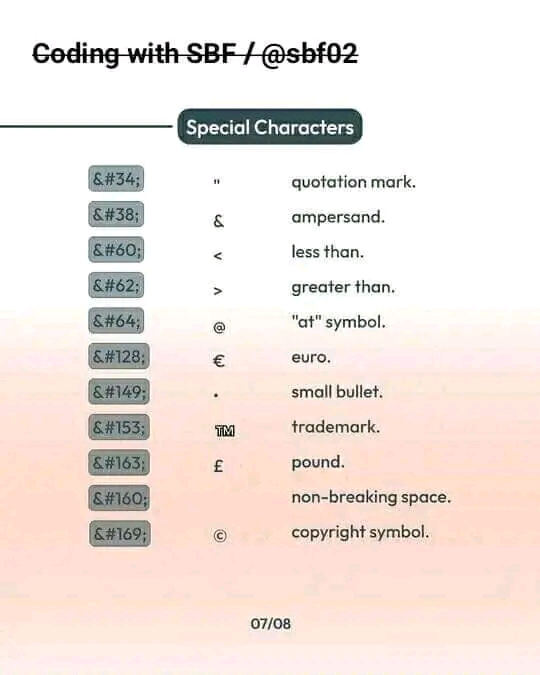 Coding with SBF / @sbf02
Special Characters
&#34; " quotation mark.
&#38; & ampersand.
&#60; < less than.
&#62; > greater than.
&#64; @ "at" symbol.
&#128; € euro.
&#149; • small bullet.
&#153; ™ trademark.
&#163; £ pound.
&#160; non-breaking space.
&#169; © copyright symbol.
07/08